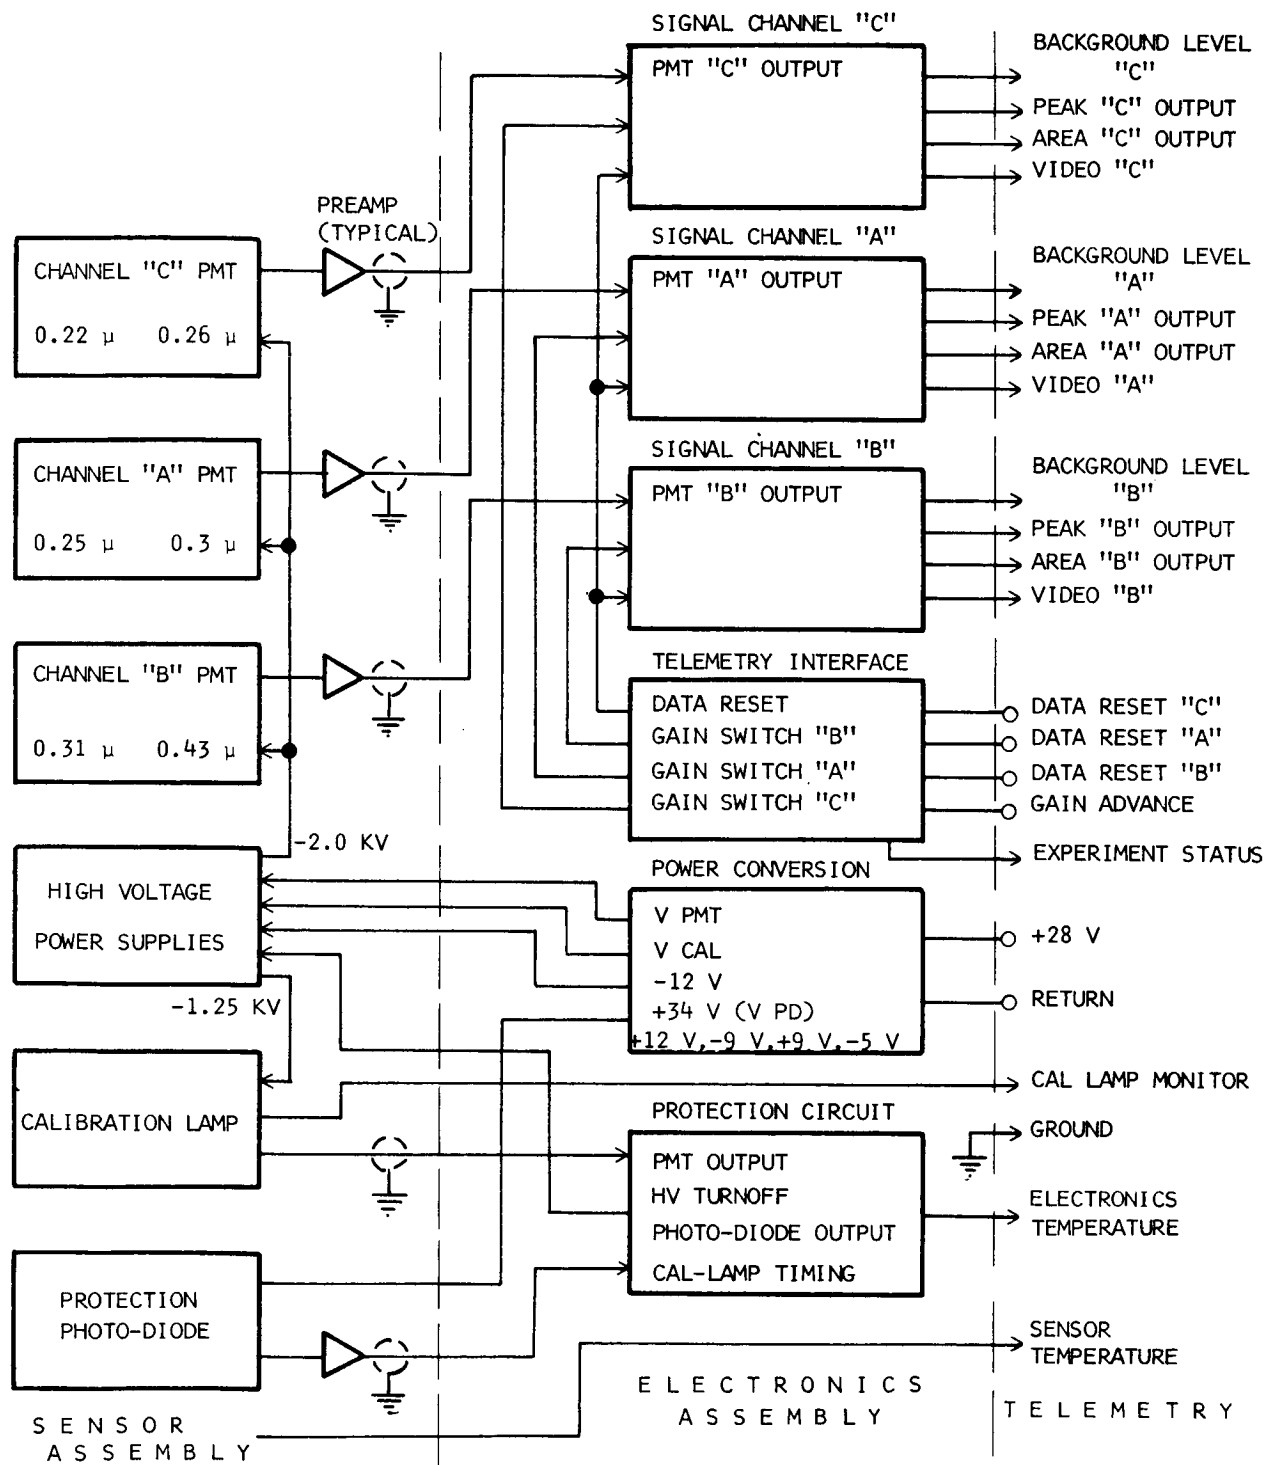 SIGNAL CHANNEL "C"
PMT "C" OUTPUT
BACKGROUND LEVEL
"C"
PEAK "C" OUTPUT
AREA "C" OUTPUT
VIDEO "C"
PREAMP
(TYPICAL)
CHANNEL "C" PMT
0.22 μ 0.26 μ
SIGNAL CHANNEL "A"
PMT "A" OUTPUT
BACKGROUND LEVEL
"A"
PEAK "A" OUTPUT
AREA "A" OUTPUT
VIDEO "A"
CHANNEL "A" PMT
0.25 μ 0.3 μ
SIGNAL CHANNEL "B"
PMT "B" OUTPUT
BACKGROUND LEVEL
"B"
PEAK "B" OUTPUT
AREA "B" OUTPUT
VIDEO "B"
CHANNEL "B" PMT
0.31 μ 0.43 μ
TELEMETRY INTERFACE
DATA RESET
GAIN SWITCH "B"
GAIN SWITCH "A"
GAIN SWITCH "C"
DATA RESET "C"
DATA RESET "A"
DATA RESET "B"
GAIN ADVANCE
EXPERIMENT STATUS
-2.0 KV
HIGH VOLTAGE
POWER SUPPLIES
-1.25 KV
POWER CONVERSION
V PMT
V CAL
-12 V
+34 V (V PD)
+12 V,-9 V,+9 V,-5 V
+28 V
RETURN
CALIBRATION LAMP
CAL LAMP MONITOR
GROUND
PROTECTION CIRCUIT
PMT OUTPUT
HV TURNOFF
PHOTO-DIODE OUTPUT
CAL-LAMP TIMING
ELECTRONICS
TEMPERATURE
PROTECTION
PHOTO-DIODE
SENSOR
TEMPERATURE
SENSOR
ASSEMBLY
ELECTRONICS
ASSEMBLY
TELEMETRY